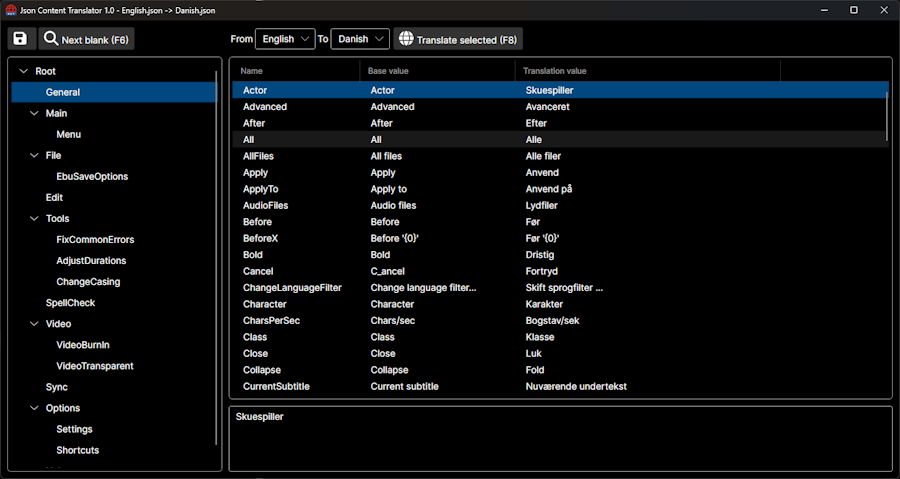 Json Content Translator 1.0 - English.json -> Danish.json
Next blank (F6)
From English To Danish Translate selected (F8)
Root
General
Main
Menu
File
EbuSaveOptions
Edit
Tools
FixCommonErrors
AdjustDurations
ChangeCasing
SpellCheck
Video
VideoBurnIn
VideoTransparent
Sync
Options
Settings
Shortcuts
Name Base value Translation value
Actor Actor Skuespiller
Advanced Advanced Avanceret
After After Efter
All All Alle
AllFiles All files Alle filer
Apply Apply Anvend
ApplyTo Apply to Anvend på
AudioFiles Audio files Lydfiler
Before Before Før
BeforeX Before '{0}' Før '{0}'
Bold Bold Dristig
Cancel C_ancel Fortryd
ChangeLanguageFilter Change language filter... Skift sprogfilter ...
Character Character Karakter
CharsPerSec Chars/sec Bogstav/sek
Class Class Klasse
Close Close Luk
Collapse Collapse Fold
CurrentSubtitle Current subtitle Nuværende undertekst
Skuespiller